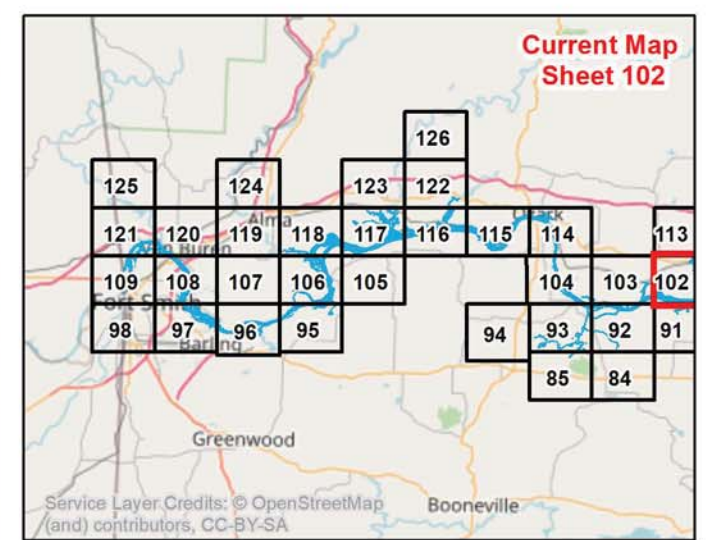 Current Map
Sheet 102
126
125 124 123 122
Alma Ozark
121 120 119 118 117 116 115 114 113
Van Buren
109 108 107 106 105 104 103 102
Fort Smith
98 97 96 95 94 93 92 91
Barling
85 84
Greenwood
Booneville
Service Layer Credits: © OpenStreetMap
(and) contributors, CC-BY-SA